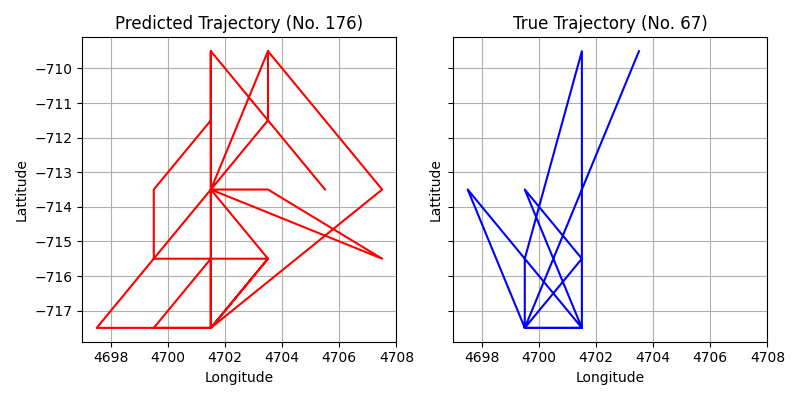 Predicted Trajectory (No. 176)
True Trajectory (No. 67)
−710
−711
−712
−713
−714
−715
−716
−717
Lattitude
Lattitude
4698 4700 4702 4704 4706 4708
4698 4700 4702 4704 4706 4708
Longitude
Longitude